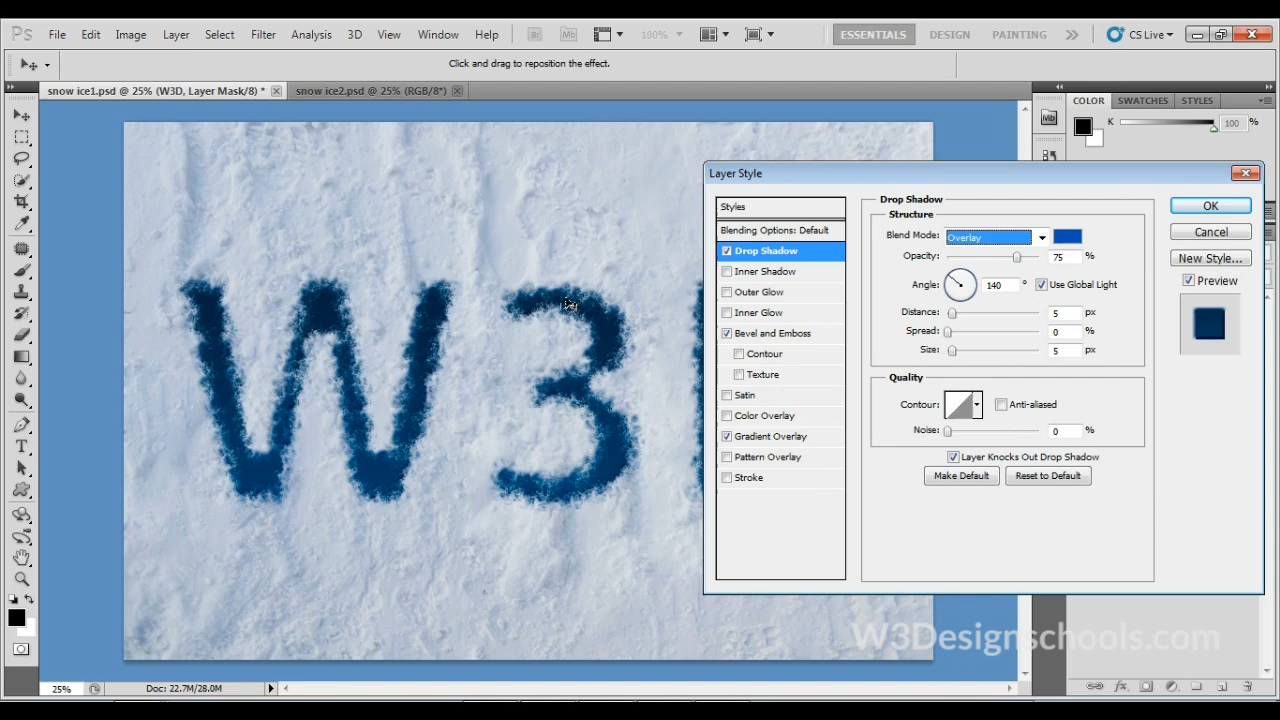 Ps File Edit Image Layer Select Filter Analysis 3D View Window Help Br Mb 100% ESSENTIALS DESIGN PAINTING CS Live
Click and drag to reposition the effect.
snow ice1.psd @ 25% (W3D, Layer Mask/8) * snow ice2.psd @ 25% (RGB/8*)
COLOR SWATCHES STYLES
Mb
K 100 %
Layer Style
Styles
Blending Options: Default
Drop Shadow
Inner Shadow
Outer Glow
Inner Glow
Bevel and Emboss
Contour
Texture
Satin
Color Overlay
Gradient Overlay
Pattern Overlay
Stroke
Drop Shadow
Structure
Blend Mode: Overlay
Opacity: 75 %
Angle: 140 ° Use Global Light
Distance: 5 px
Spread: 0 %
Size: 5 px
Quality
Contour: Anti-aliased
Noise: 0 %
Layer Knocks Out Drop Shadow
Make Default Reset to Default
OK
Cancel
New Style...
Preview
W3
W3Designschools.com
25% Doc: 22.7M/28.0M
fx